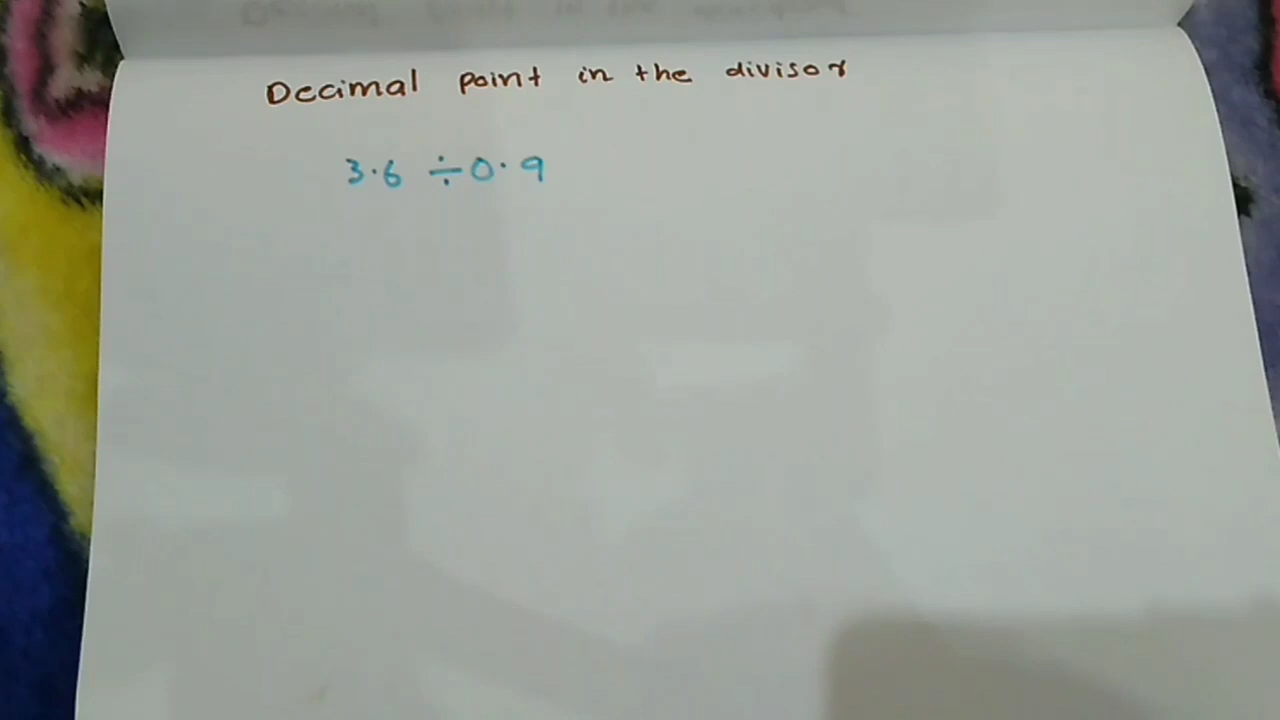 Decimal point in the divisor
3.6 ÷ 0.9